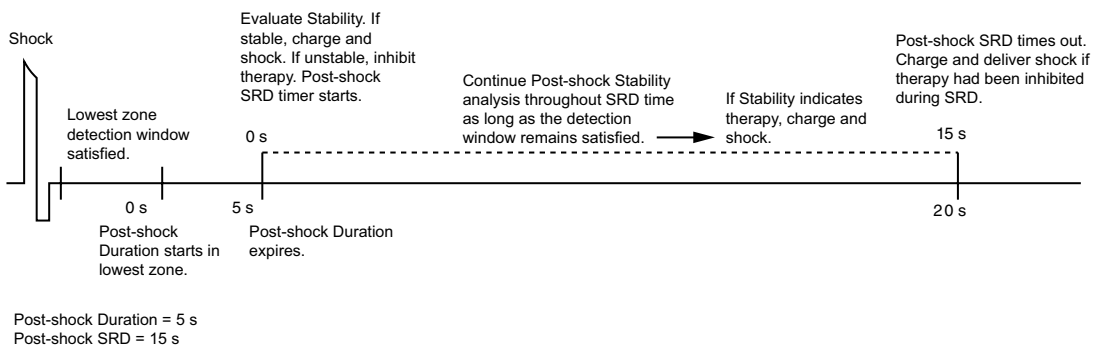 Shock
Lowest zone
detection window
satisfied.
0 s
Post-shock
Duration starts in
lowest zone.
Evaluate Stability. If
stable, charge and
shock. If unstable, inhibit
therapy. Post-shock
SRD timer starts.
0 s
5 s
Post-shock Duration
expires.
Continue Post-shock Stability
analysis throughout SRD time
as long as the detection
window remains satisfied.
If Stability indicates
therapy, charge and
shock.
Post-shock SRD times out.
Charge and deliver shock if
therapy had been inhibited
during SRD.
15 s
20 s
Post-shock Duration = 5 s
Post-shock SRD = 15 s